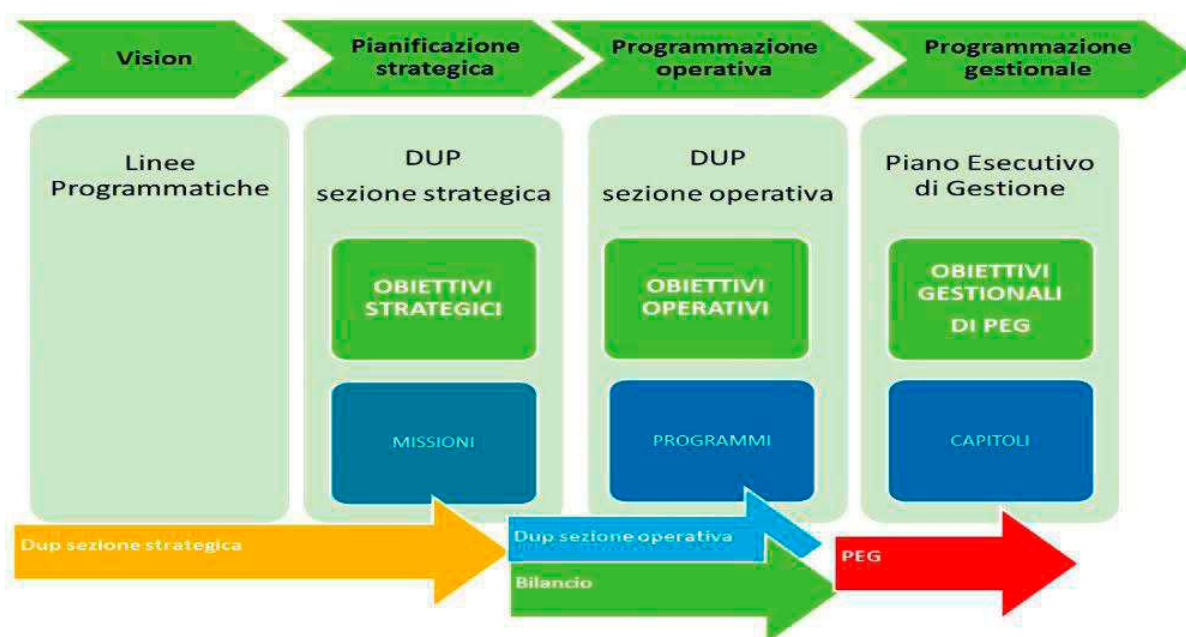 Vision
Pianificazione
strategica
Programmazione
operativa
Programmazione
gestionale
Linee
Programmatiche
DUP
sezione strategica
DUP
sezione operativa
Piano Esecutivo
di Gestione
OBIETTIVI
STRATEGICI
OBIETTIVI
OPERATIVI
OBIETTIVI
GESTIONALI
DI PEG
MISSIONI
PROGRAMMI
CAPITOLI
Dup sezione strategica
Dup sezione operativa
Bilancio
PEG